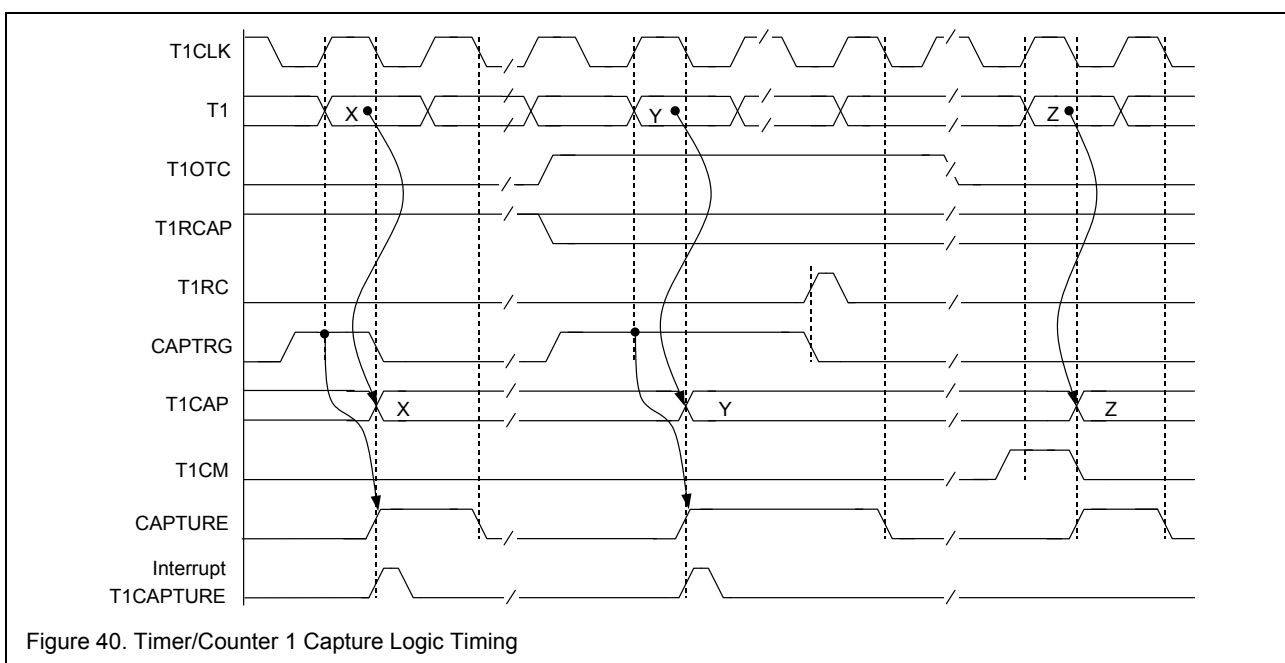 T1CLK
T1
X
Y
Z
T1OTC
T1RCAP
T1RC
CAPTRG
T1CAP
X
Y
Z
T1CM
CAPTURE
Interrupt
T1CAPTURE
Figure 40. Timer/Counter 1 Capture Logic Timing